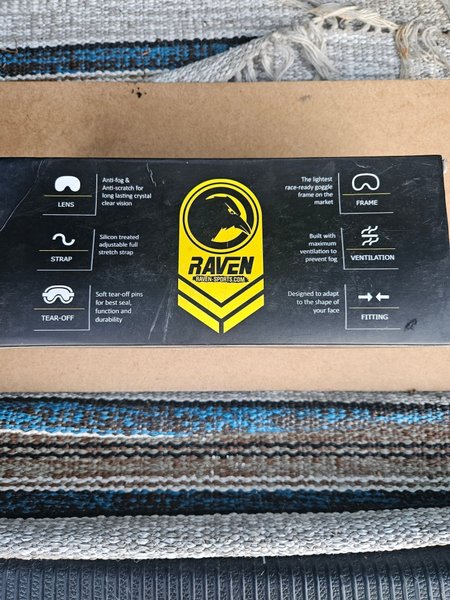 LENS
Anti-fog &
Anti-scratch for
long lasting crystal
clear vision
STRAP
Silicon treated
adjustable full
stretch strap
TEAR-OFF
Soft tear-off pins
for best seal,
function and
durability
RAVEN
RAVEN-SPORTS.COM
The lightest
race-ready goggle
frame on the
market
FRAME
Built with
maximum
ventilation to
prevent fog
VENTILATION
Designed to adapt
to the shape of
your face
FITTING